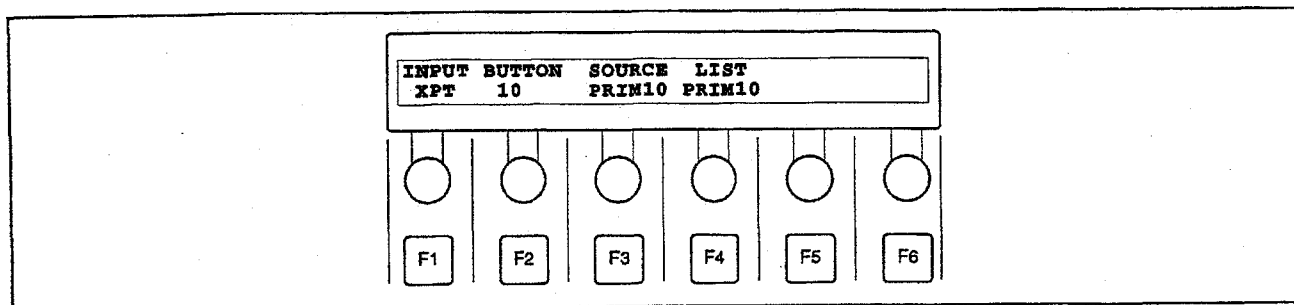 INPUT BUTTON SOURCE LIST
XPT 10 PRIM10 PRIM10
F1 F2 F3 F4 F5 F6